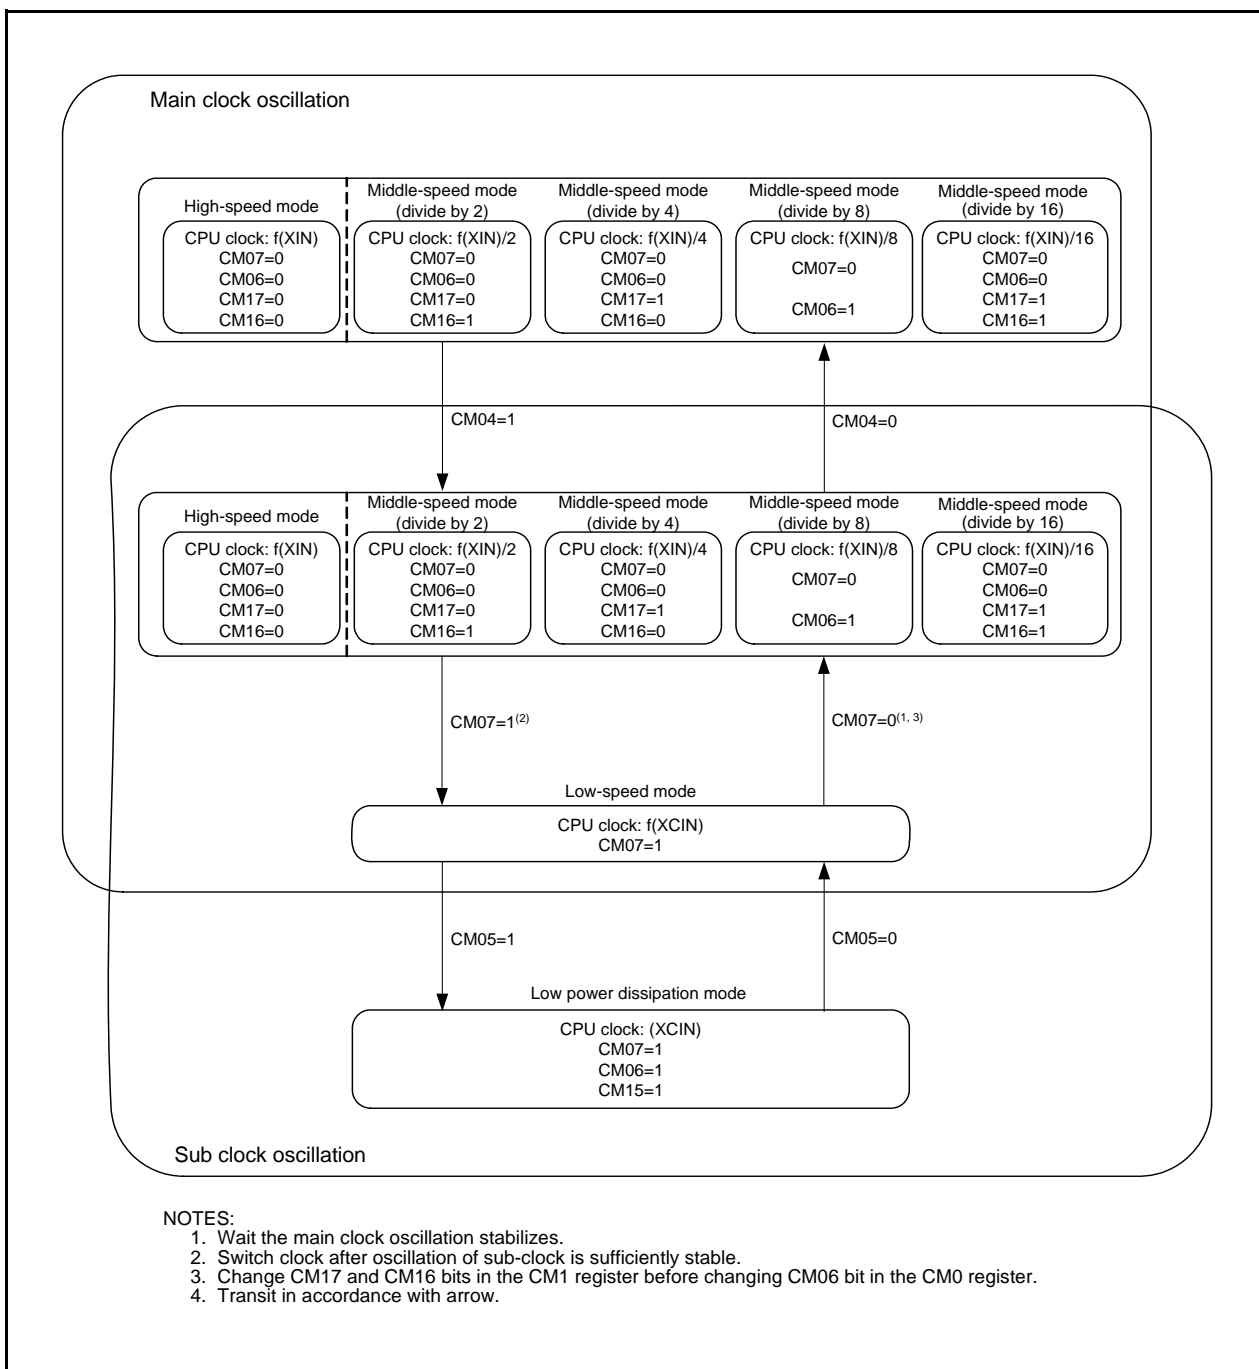 Main clock oscillation
High-speed mode
CPU clock: f(XIN)
CM07=0
CM06=0
CM17=0
CM16=0
Middle-speed mode
(divide by 2)
CPU clock: f(XIN)/2
CM07=0
CM06=0
CM17=0
CM16=1
Middle-speed mode
(divide by 4)
CPU clock: f(XIN)/4
CM07=0
CM06=0
CM17=1
CM16=0
Middle-speed mode
(divide by 8)
CPU clock: f(XIN)/8
CM07=0
CM06=1
Middle-speed mode
(divide by 16)
CPU clock: f(XIN)/16
CM07=0
CM06=0
CM17=1
CM16=1
CM04=1
CM04=0
High-speed mode
CPU clock: f(XIN)
CM07=0
CM06=0
CM17=0
CM16=0
Middle-speed mode
(divide by 2)
CPU clock: f(XIN)/2
CM07=0
CM06=0
CM17=0
CM16=1
Middle-speed mode
(divide by 4)
CPU clock: f(XIN)/4
CM07=0
CM06=0
CM17=1
CM16=0
Middle-speed mode
(divide by 8)
CPU clock: f(XIN)/8
CM07=0
CM06=1
Middle-speed mode
(divide by 16)
CPU clock: f(XIN)/16
CM07=0
CM06=0
CM17=1
CM16=1
CM07=1(2)
CM07=0(1, 3)
Low-speed mode
CPU clock: f(XCIN)
CM07=1
CM05=1
CM05=0
Low power dissipation mode
CPU clock: (XCIN)
CM07=1
CM06=1
CM15=1
Sub clock oscillation
NOTES:
1. Wait the main clock oscillation stabilizes.
2. Switch clock after oscillation of sub-clock is sufficiently stable.
3. Change CM17 and CM16 bits in the CM1 register before changing CM06 bit in the CM0 register.
4. Transit in accordance with arrow.